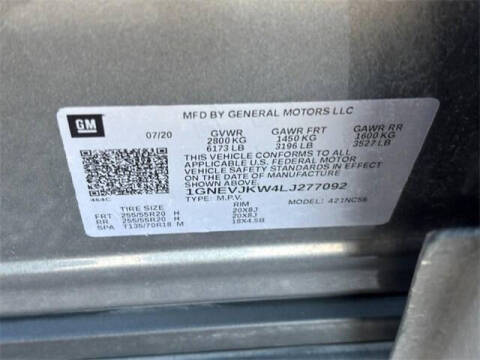 MFD BY GENERAL MOTORS LLC
GM
07/20 GVWR GAWR FRT GAWR RR
2800 KG 1450 KG 1600 KG
6173 LB 3196 LB 3527 LB
THIS VEHICLE CONFORMS TO ALL
APPLICABLE U.S. FEDERAL MOTOR
VEHICLE SAFETY STANDARDS IN EFFECT
ON THE DATE OF MANUFACTURE SHOWN ABOVE.
1GNEVJKW4LJ277092
TYPE: M.P.V. MODEL: 421NC56
464C
TIRE SIZE RIM
FRT 255/55R20 H 20X8J
RR 255/55R20 H 20X8J
SPA T135/70R18 M 18X4.5B